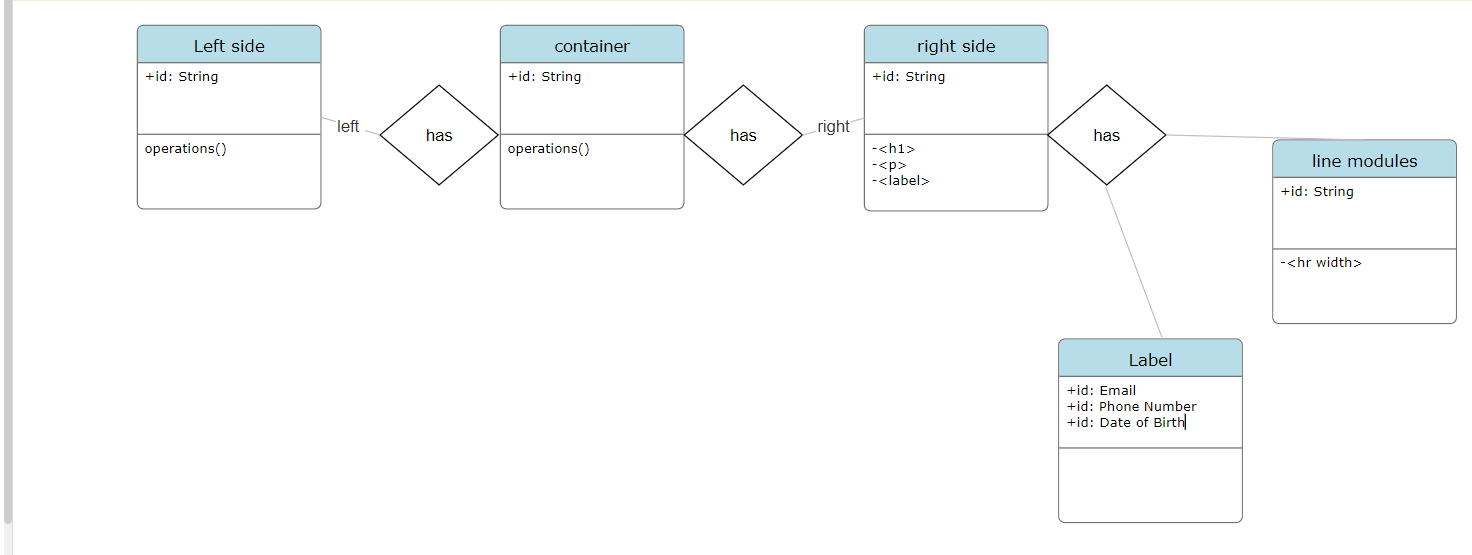 Left side
+id: String
operations()
left
has
container
+id: String
operations()
has
right
right side
+id: String
-<h1>
-<p>
-<label>
has
line modules
+id: String
-<hr width>
Label
+id: Email
+id: Phone Number
+id: Date of Birth